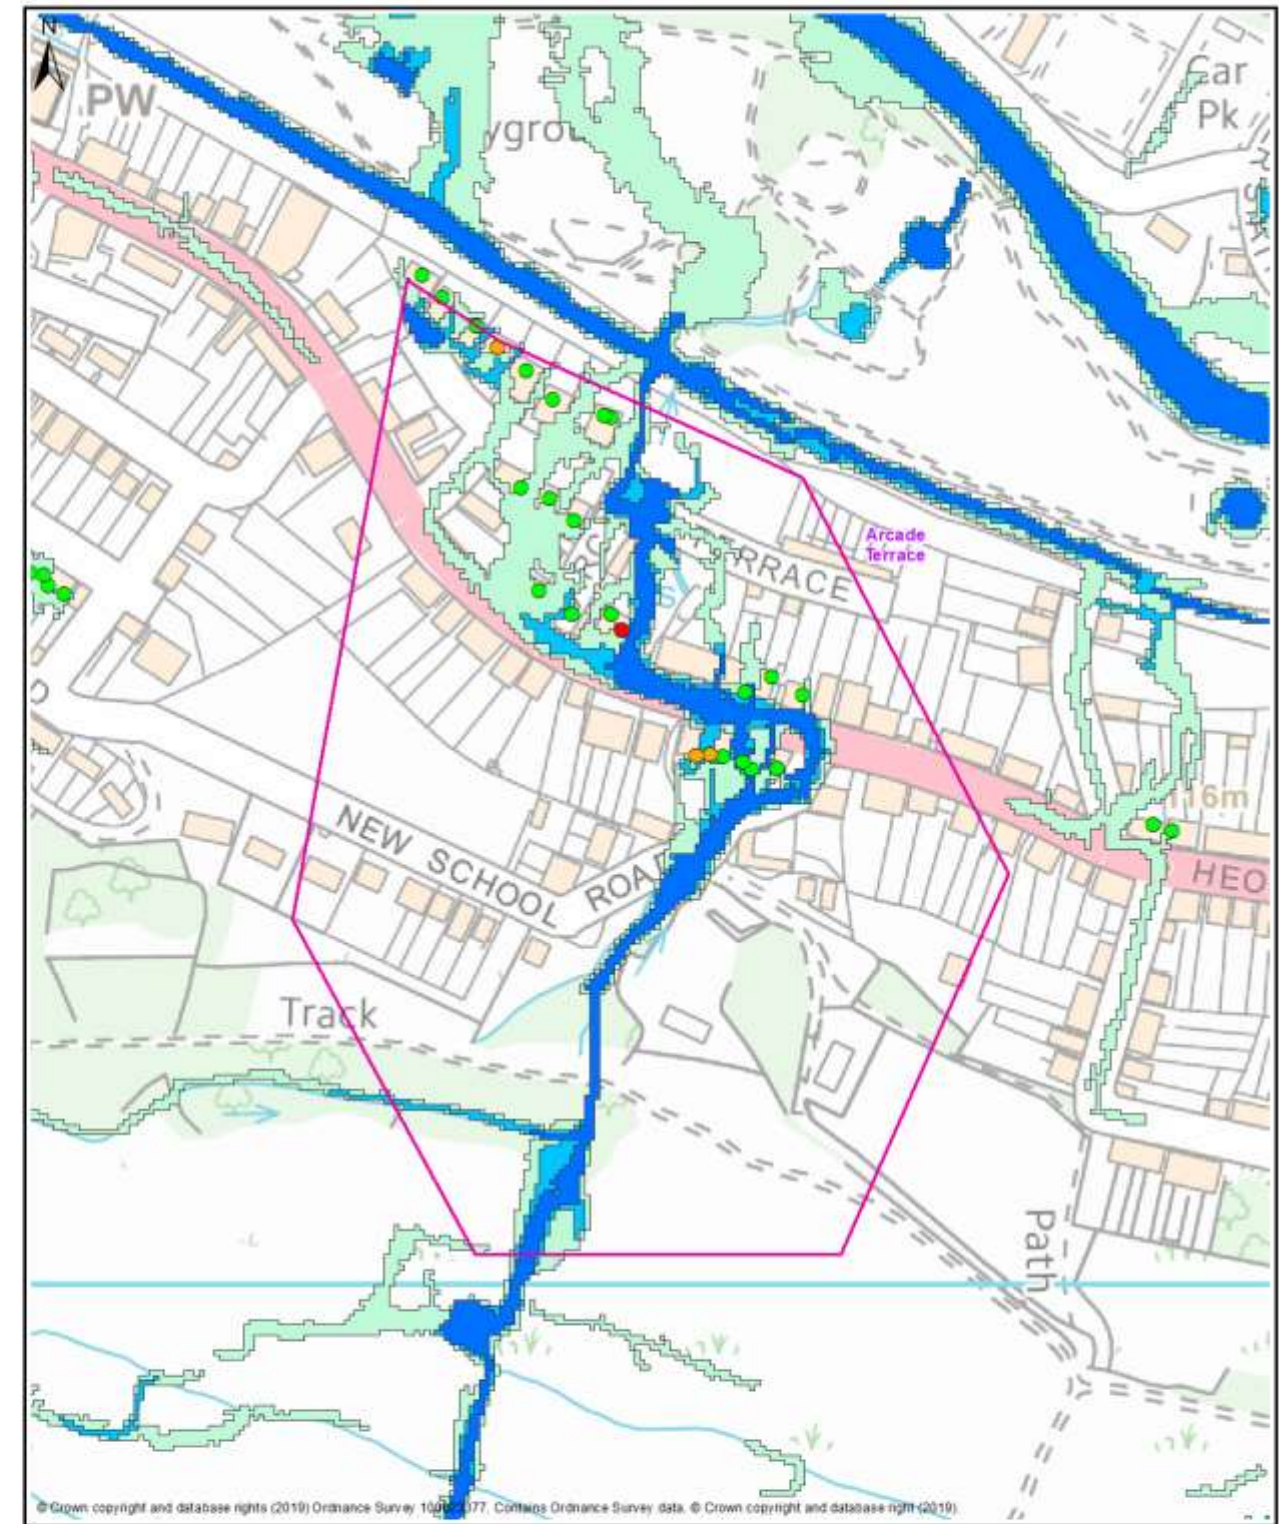 N
PW
Car
Pk
ygrou
Arcade
Terrace
RRACE
S
116m
HEO
NEW SCHOOL ROAD
Track
Path
© Crown copyright and database rights (2019) Ordnance Survey Contains Ordnance Survey data. © Crown copyright and database right (2019).